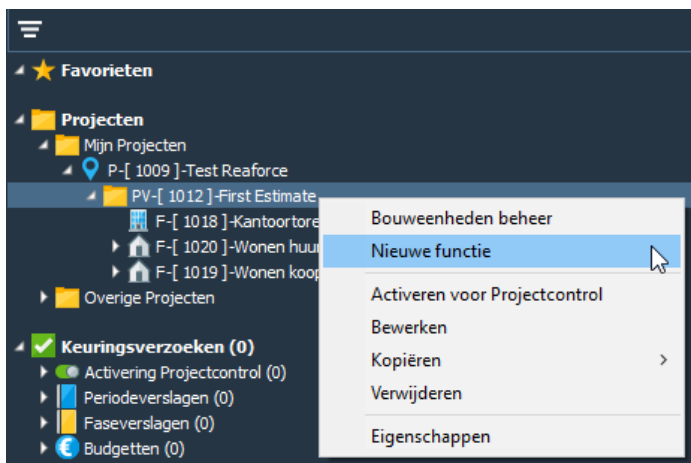 Favorieten
Projecten
Mijn Projecten
P-[ 1009 ]-Test Reaforce
PV-[ 1012 ]-First Estimate
F-[ 1018 ]-Kantoortore
F-[ 1020 ]-Wonen huu
F-[ 1019 ]-Wonen koop
Overige Projecten
Keuringsverzoeken (0)
Activering Projectcontrol (0)
Periodeverslagen (0)
Faseverslagen (0)
Budgetten (0)
Bouweenheden beheer
Nieuwe functie
Activeren voor Projectcontrol
Bewerken
Kopiëren
Verwijderen
Eigenschappen